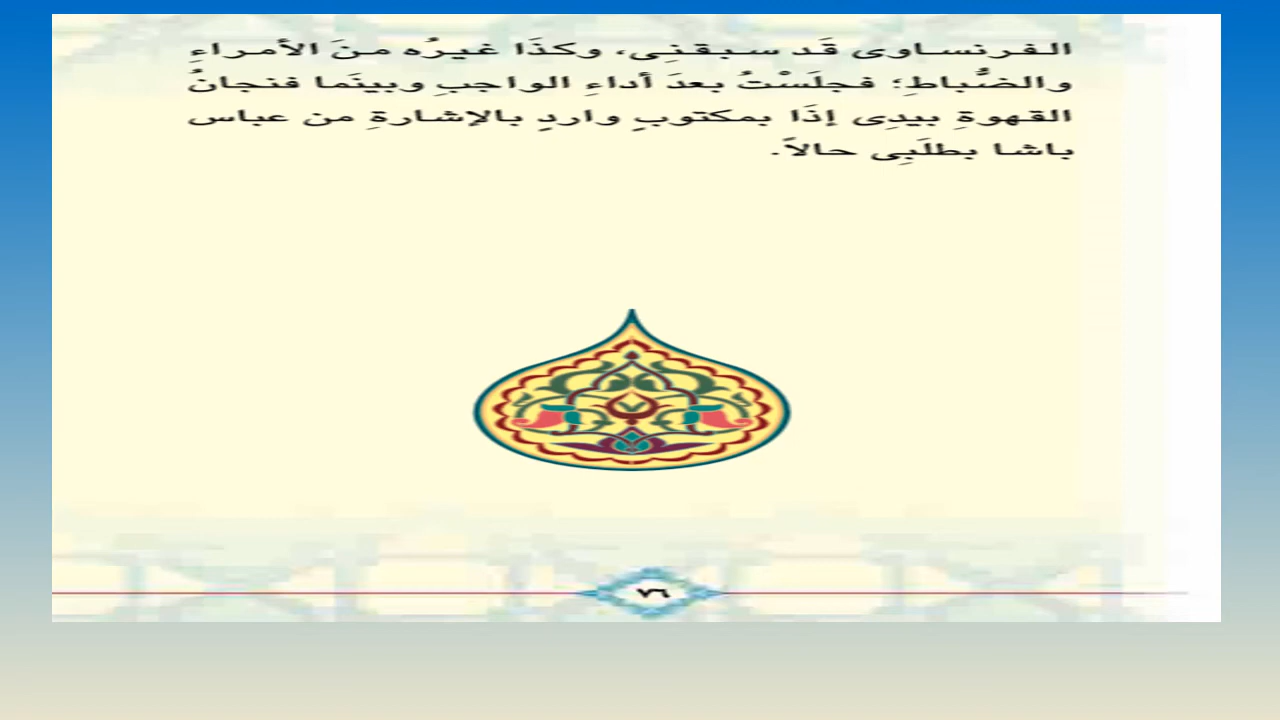 الفرنساوى قَد سبقنِى، وكذَا غيرُه منَ الأمراءِ
والضُّباطِ؛ فجلَسْتُ بعدَ أداءِ الواجبِ وبينَما فنجانُ
القهوةِ بيدِى إذَا بمكتوبٍ واردٍ بالإشارةِ من عباس
باشا بطلَبِى حالاً.
٧٦